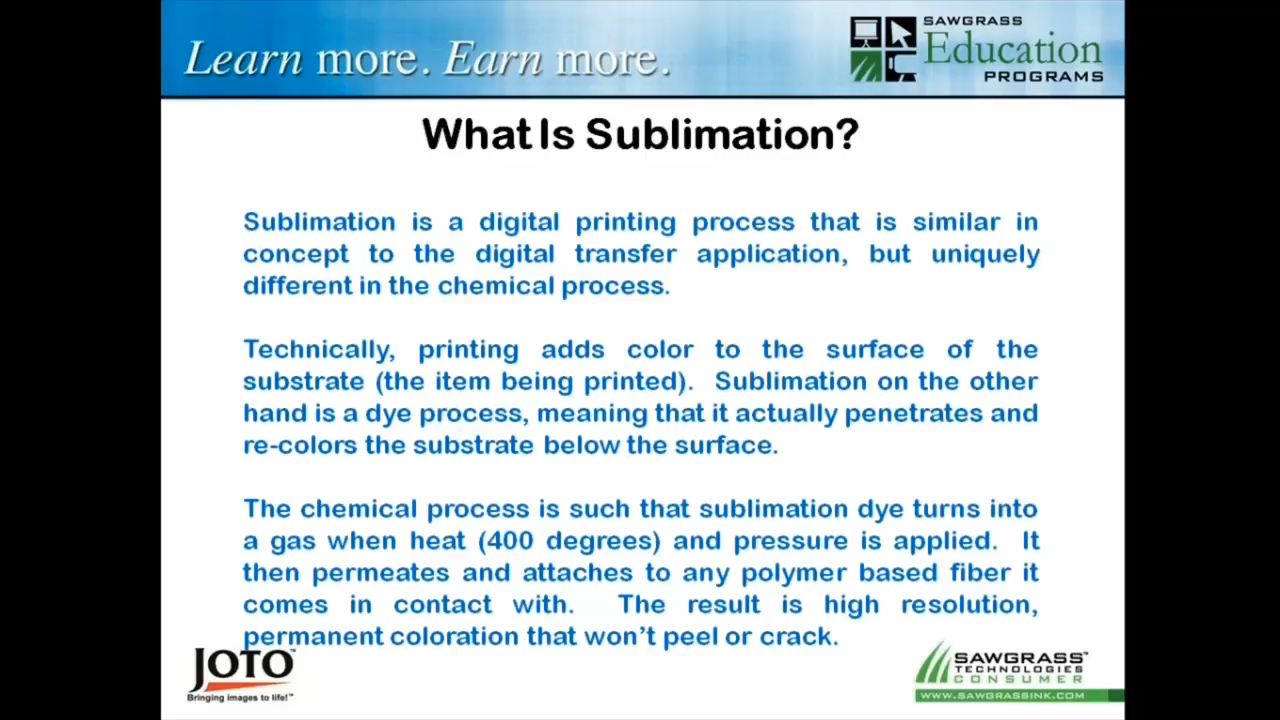 Learn more. Earn more.
SAWGRASS
Education
PROGRAMS
What Is Sublimation?
Sublimation is a digital printing process that is similar in
concept to the digital transfer application, but uniquely
different in the chemical process.
Technically, printing adds color to the surface of the
substrate (the item being printed). Sublimation on the other
hand is a dye process, meaning that it actually penetrates and
re-colors the substrate below the surface.
The chemical process is such that sublimation dye turns into
a gas when heat (400 degrees) and pressure is applied. It
then permeates and attaches to any polymer based fiber it
comes in contact with. The result is high resolution,
permanent coloration that won't peel or crack.
JOTO™
Bringing images to life!™
SAWGRASS™
TECHNOLOGIES
CONSUMER
WWW.SAWGRASSINK.COM